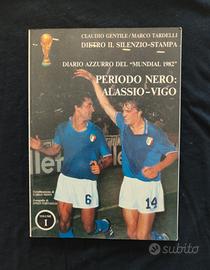 CLAUDIO GENTILE/MARCO TARDELLI
DIETRO IL SILENZIO-STAMPA
DIARIO AZZURRO DEL "MUNDIAL 1982"
PERIODO NERO:
ALASSIO-VIGO
6
14
VOLUME
1
subito